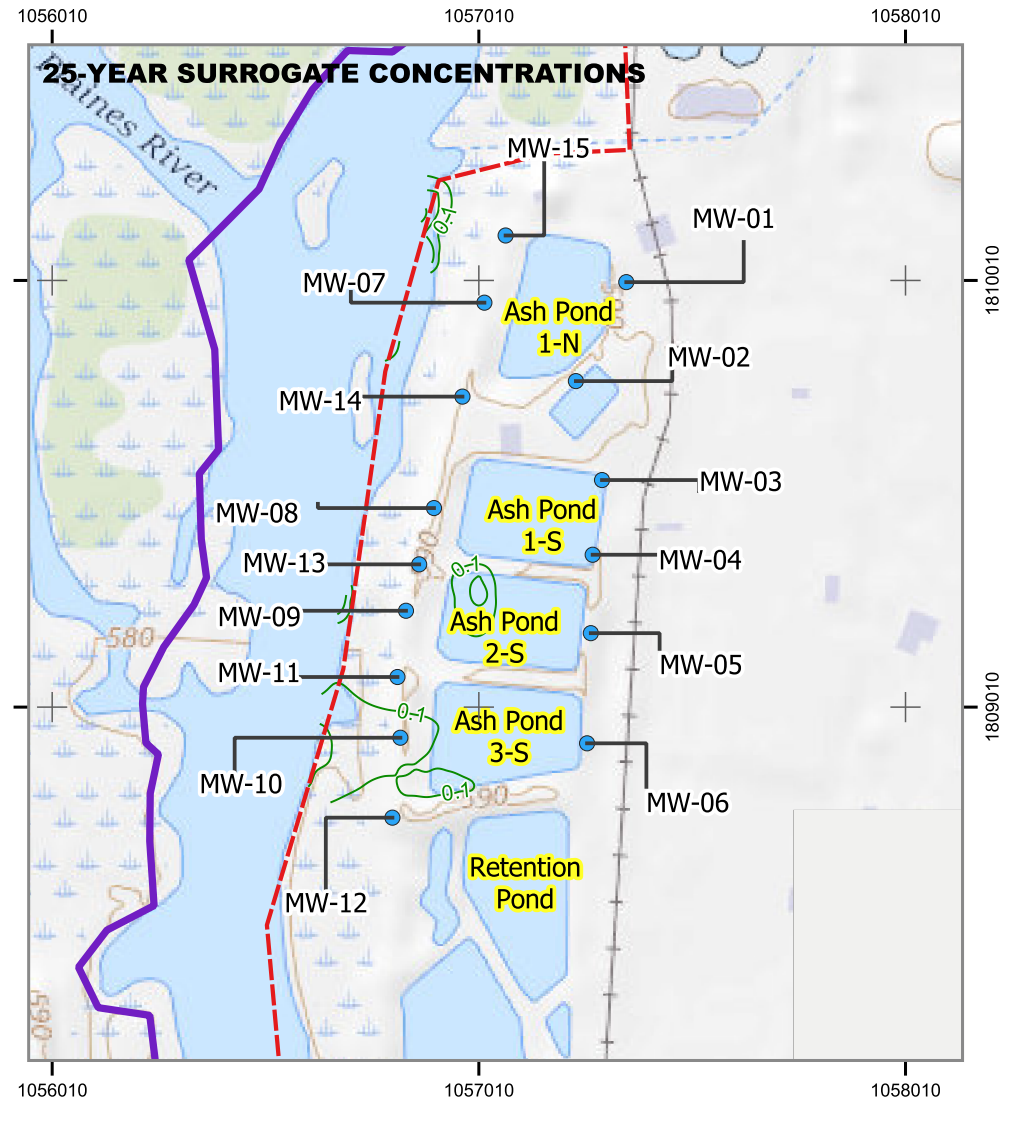 1056010 1057010 1058010
25-YEAR SURROGATE CONCENTRATIONS
Plaines River
MW-15
0.1
MW-01
MW-07
1810010
Ash Pond
1-N
MW-02
MW-14
MW-03
Ash Pond
1-S
MW-08
MW-04
MW-13
0.1
MW-09
Ash Pond
2-S
580
MW-05
MW-11
0.1
Ash Pond
3-S
1809010
MW-10
0.1
590
MW-06
Retention
Pond
MW-12
590
1056010 1057010 1058010